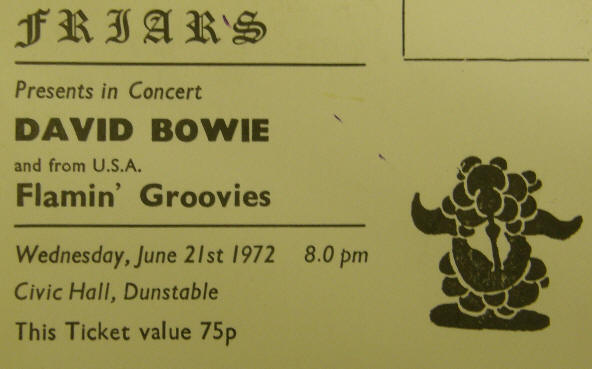 FRIARS
Presents in Concert
DAVID BOWIE
and from U.S.A.
Flamin' Groovies
Wednesday, June 21st 1972 8.0 pm
Civic Hall, Dunstable
This Ticket value 75p